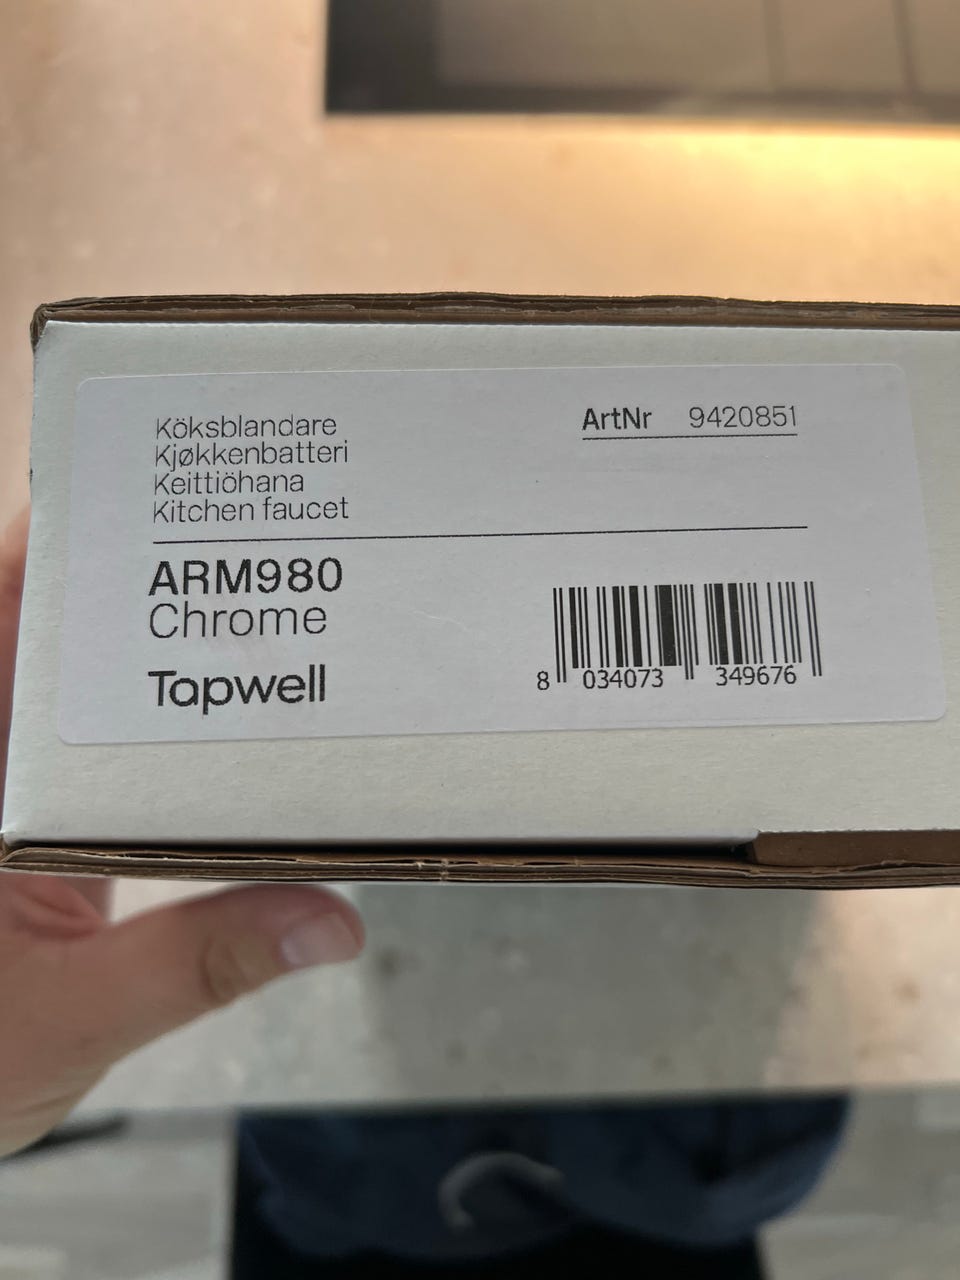 Köksblandare
Kjøkkenbatteri
Keittiöhana
Kitchen faucet
ArtNr 9420851
ARM980
Chrome
Tapwell
8 034073 349676